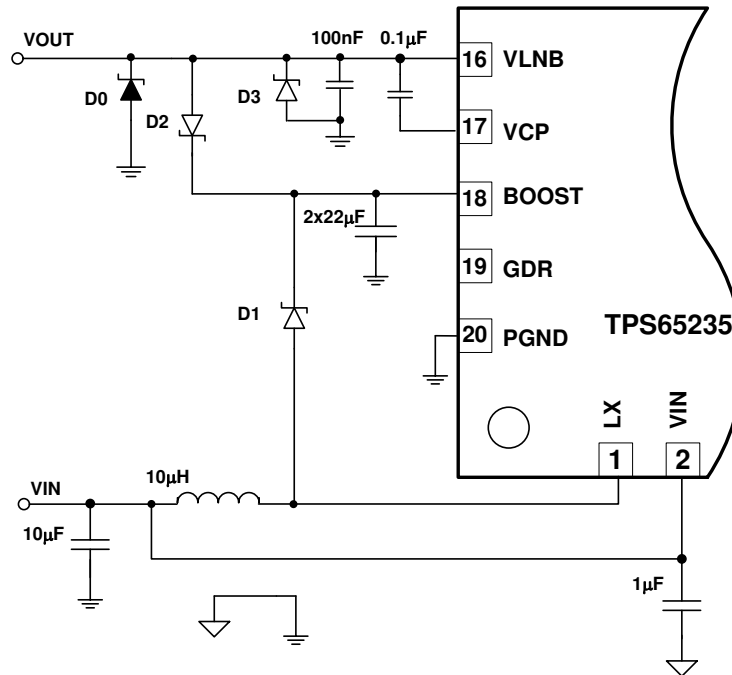 VOUT
100nF
0.1μF
16
VLNB
D0
D2
D3
17
VCP
2x22μF
18
BOOST
19
GDR
D1
20
PGND
TPS65235
LX
VIN
10μH
1
2
VIN
10μF
1μF